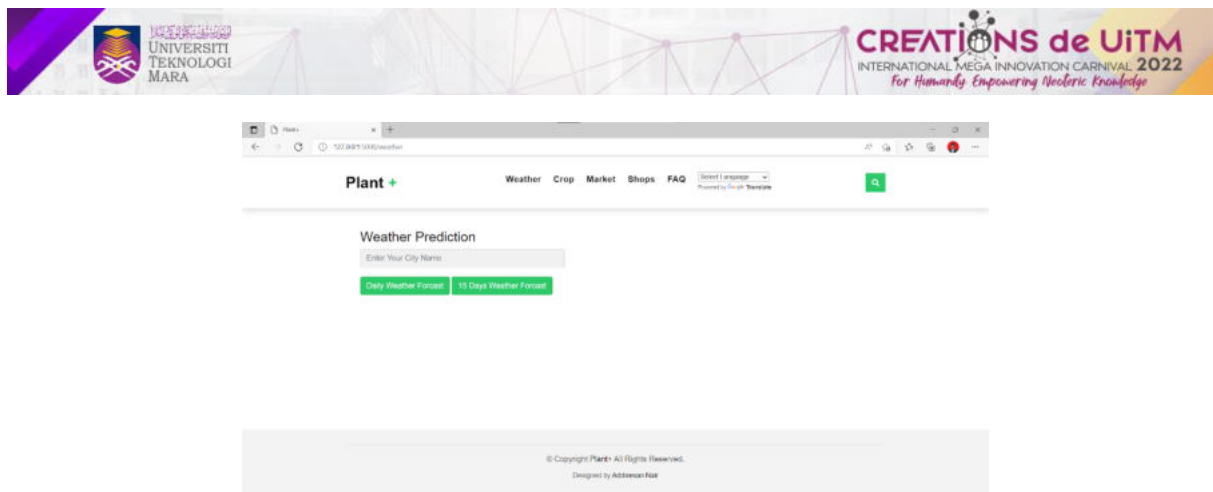 UNIVERSITI
TEKNOLOGI
MARA
CREATIONS de UiTM
INTERNATIONAL MEGA INNOVATION CARNIVAL 2022
For Humanity Empowering Neoteric Knowledge
Plant+
Plant +
Weather Crop Market Shops FAQ
Select Language
Powered by Google Translate
Weather Prediction
Enter Your City Name
Daily Weather Forcast 15 Days Weather Forcast
© Copyright Plant+ All Rights Reserved.
Designed by